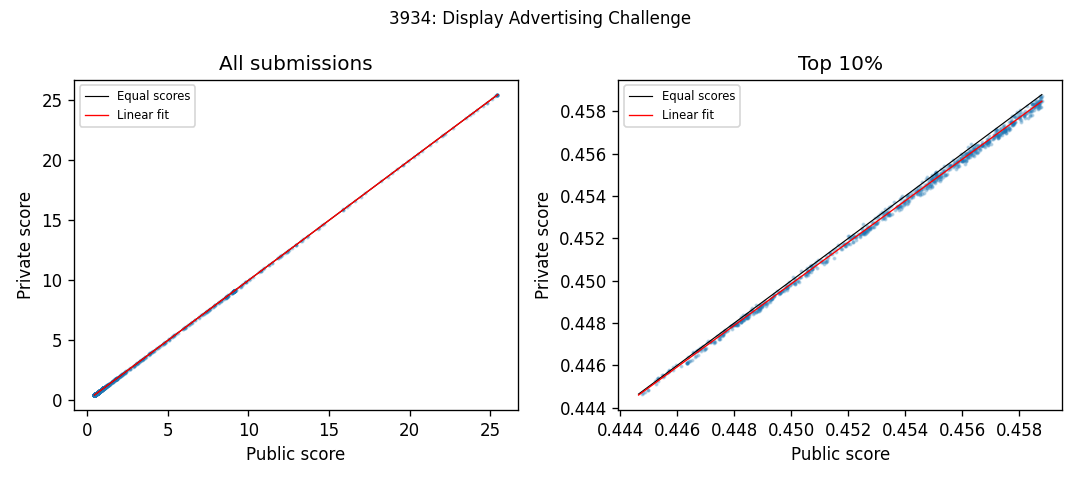 3934: Display Advertising Challenge
All submissions
Equal scores
Linear fit
25
20
15
10
5
0
Private score
0 5 10 15 20 25
Public score
Top 10%
Equal scores
Linear fit
0.458
0.456
0.454
0.452
0.450
0.448
0.446
0.444
Private score
0.444 0.446 0.448 0.450 0.452 0.454 0.456 0.458
Public score